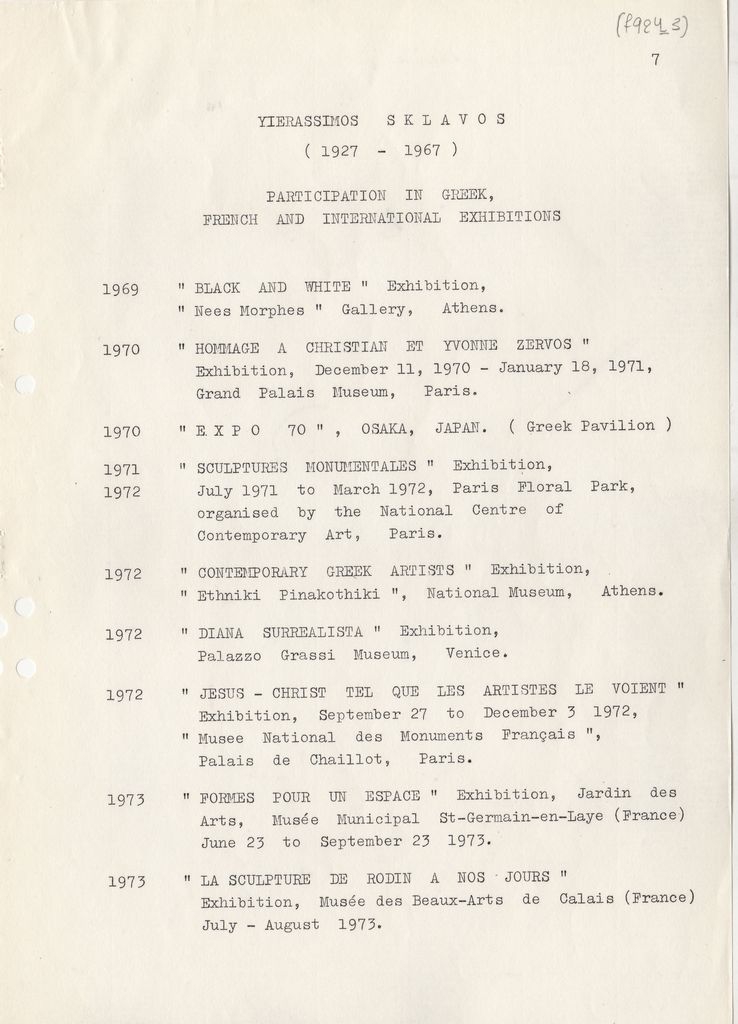 7
YIERASSIMOS S K L A V O S
( 1927 - 1967 )
PARTICIPATION IN GREEK,
FRENCH AND INTERNATIONAL EXHIBITIONS
1969 " BLACK AND WHITE " Exhibition,
" Nees Morphes " Gallery, Athens.
1970 " HOMMAGE A CHRISTIAN ET YVONNE ZERVOS "
Exhibition, December 11, 1970 - January 18, 1971,
Grand Palais Museum, Paris.
1970 " E X P O 70 " , OSAKA, JAPAN. ( Greek Pavilion )
1971 " SCULPTURES MONUMENTALES " Exhibition,
1972 July 1971 to March 1972, Paris Floral Park,
organised by the National Centre of
Contemporary Art, Paris.
1972 " CONTEMPORARY GREEK ARTISTS " Exhibition,
" Ethniki Pinakothiki ", National Museum, Athens.
1972 " DIANA SURREALISTA " Exhibition,
Palazzo Grassi Museum, Venice.
1972 " JESUS - CHRIST TEL QUE LES ARTISTES LE VOIENT "
Exhibition, September 27 to December 3 1972,
" Musee National des Monuments Français ",
Palais de Chaillot, Paris.
1973 " FORMES POUR UN ESPACE " Exhibition, Jardin des
Arts, Musée Municipal St-Germain-en-Laye (France)
June 23 to September 23 1973.
1973 " LA SCULPTURE DE RODIN A NOS JOURS "
Exhibition, Musée des Beaux-Arts de Calais (France)
July - August 1973.